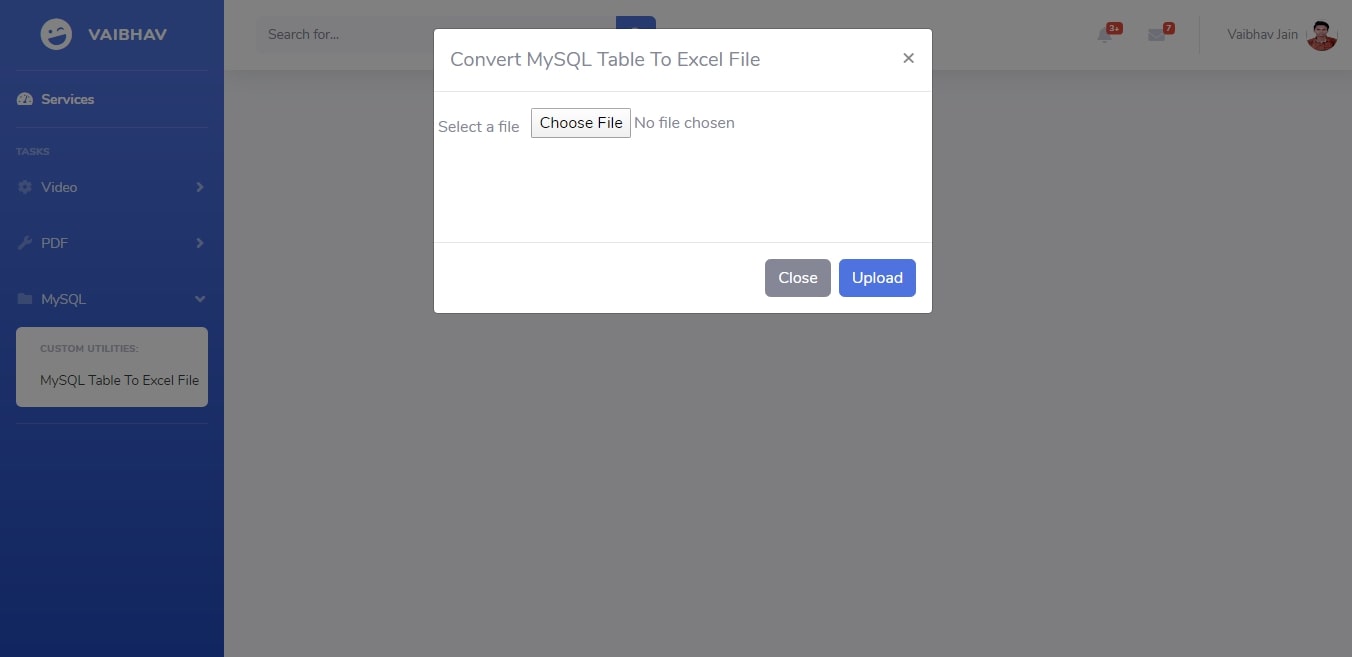 VAIBHAV
Search for...
3+
7
Vaibhav Jain
Services
TASKS
Video
PDF
MySQL
CUSTOM UTILITIES:
MySQL Table To Excel File
Convert MySQL Table To Excel File
×
Select a file Choose File No file chosen
Close Upload